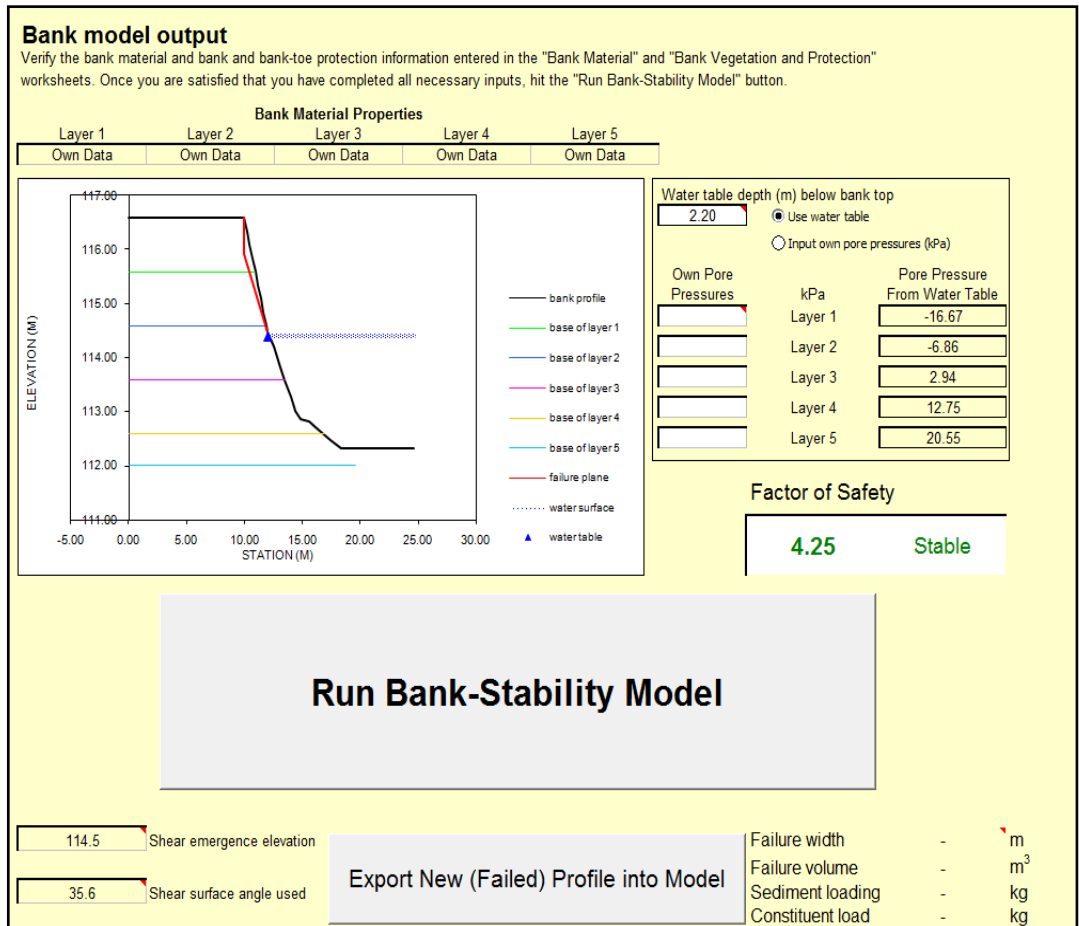 Bank model output
Verify the bank material and bank and bank-toe protection information entered in the "Bank Material" and "Bank Vegetation and Protection"
worksheets. Once you are satisfied that you have completed all necessary inputs, hit the "Run Bank-Stability Model" button.
Bank Material Properties
Layer 1 Layer 2 Layer 3 Layer 4 Layer 5
Own Data Own Data Own Data Own Data Own Data
117.00
116.00
115.00
114.00
113.00
112.00
111.00
ELEVATION (M)
-5.00 0.00 5.00 10.00 15.00 20.00 25.00 30.00
STATION (M)
bank profile
base of layer 1
base of layer 2
base of layer 3
base of layer 4
base of layer 5
failure plane
water surface
water table
Water table depth (m) below bank top
2.20 Use water table
Input own pore pressures (kPa)
Own Pore Pore Pressure
Pressures kPa From Water Table
Layer 1 -16.67
Layer 2 -6.86
Layer 3 2.94
Layer 4 12.75
Layer 5 20.55
Factor of Safety
4.25 Stable
Run Bank-Stability Model
114.5 Shear emergence elevation
35.6 Shear surface angle used
Export New (Failed) Profile into Model
Failure width - m
Failure volume - m³
Sediment loading - kg
Constituent load - kg